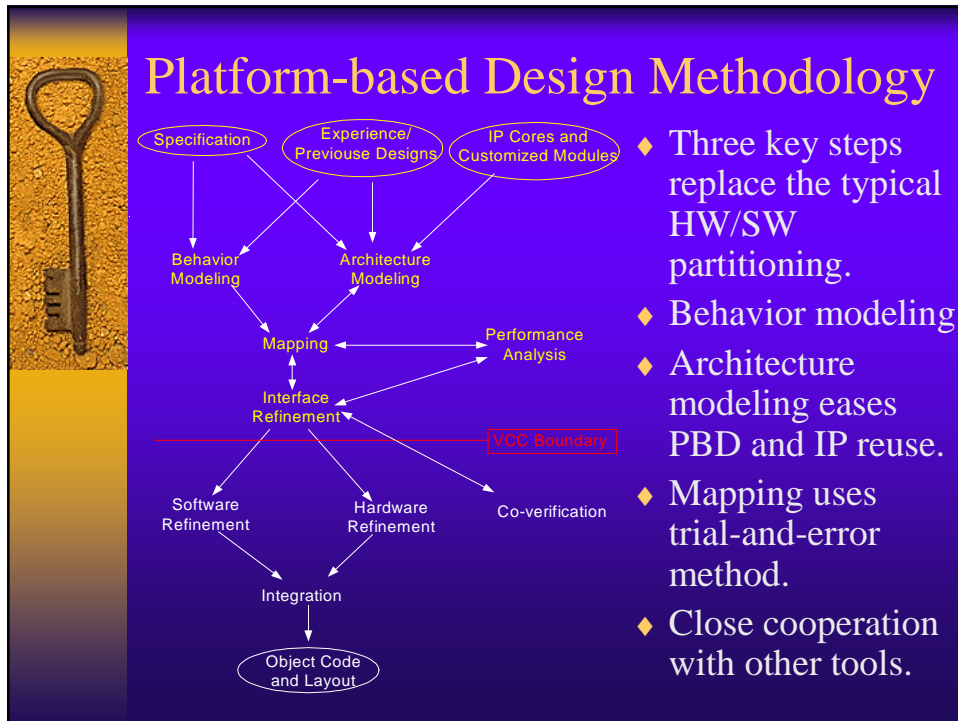 Platform-based Design Methodology
Specification
Experience/
Previouse Designs
IP Cores and
Customized Modules
Behavior
Modeling
Architecture
Modeling
Mapping
Performance
Analysis
Interface
Refinement
VCC Boundary
Software
Refinement
Hardware
Refinement
Co-verification
Integration
Object Code
and Layout
♦ Three key steps
replace the typical
HW/SW
partitioning.
♦ Behavior modeling
♦ Architecture
modeling eases
PBD and IP reuse.
♦ Mapping uses
trial-and-error
method.
♦ Close cooperation
with other tools.